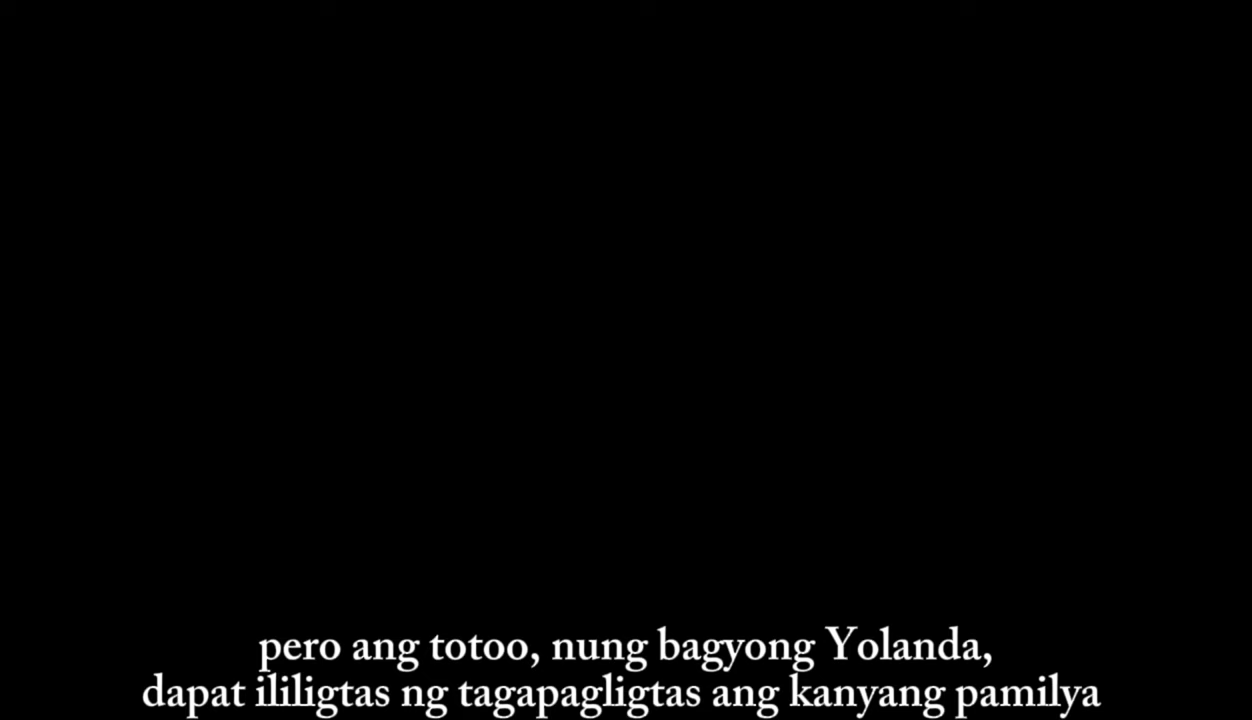 pero ang totoo, nung bagyong Yolanda,
dapat ililigtas ng tagapagligtas ang kanyang pamilya